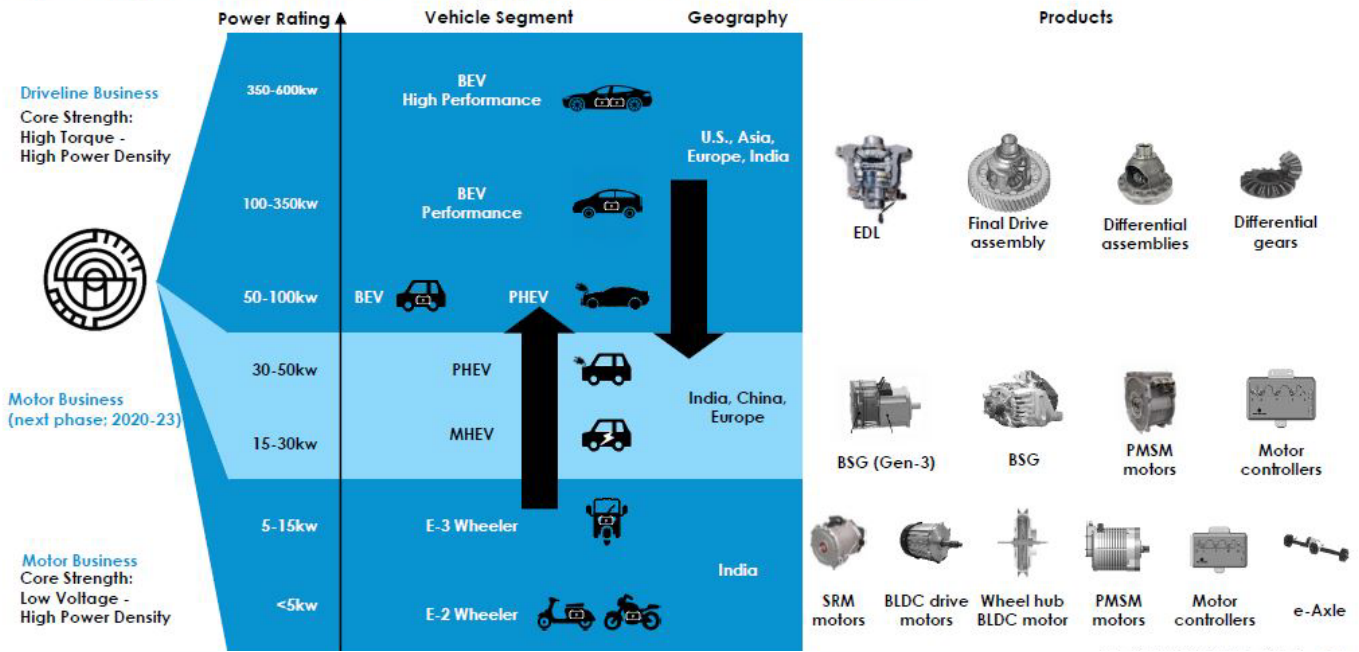 Power Rating
Vehicle Segment
Geography
Products
Driveline Business
Core Strength:
High Torque -
High Power Density
350-600kw
BEV
High Performance
U.S., Asia,
Europe, India
100-350kw
BEV
Performance
EDL
Final Drive
assembly
Differential
assemblies
Differential
gears
50-100kw
BEV
PHEV
Motor Business
(next phase: 2020-23)
30-50kw
PHEV
India, China,
Europe
15-30kw
MHEV
BSG (Gen-3)
BSG
PMSM
motors
Motor
controllers
5-15kw
E-3 Wheeler
Motor Business
Core Strength:
Low Voltage -
High Power Density
India
<5kw
E-2 Wheeler
SRM
motors
BLDC drive
motors
Wheel hub
BLDC motor
PMSM
motors
Motor
controllers
e-Axle